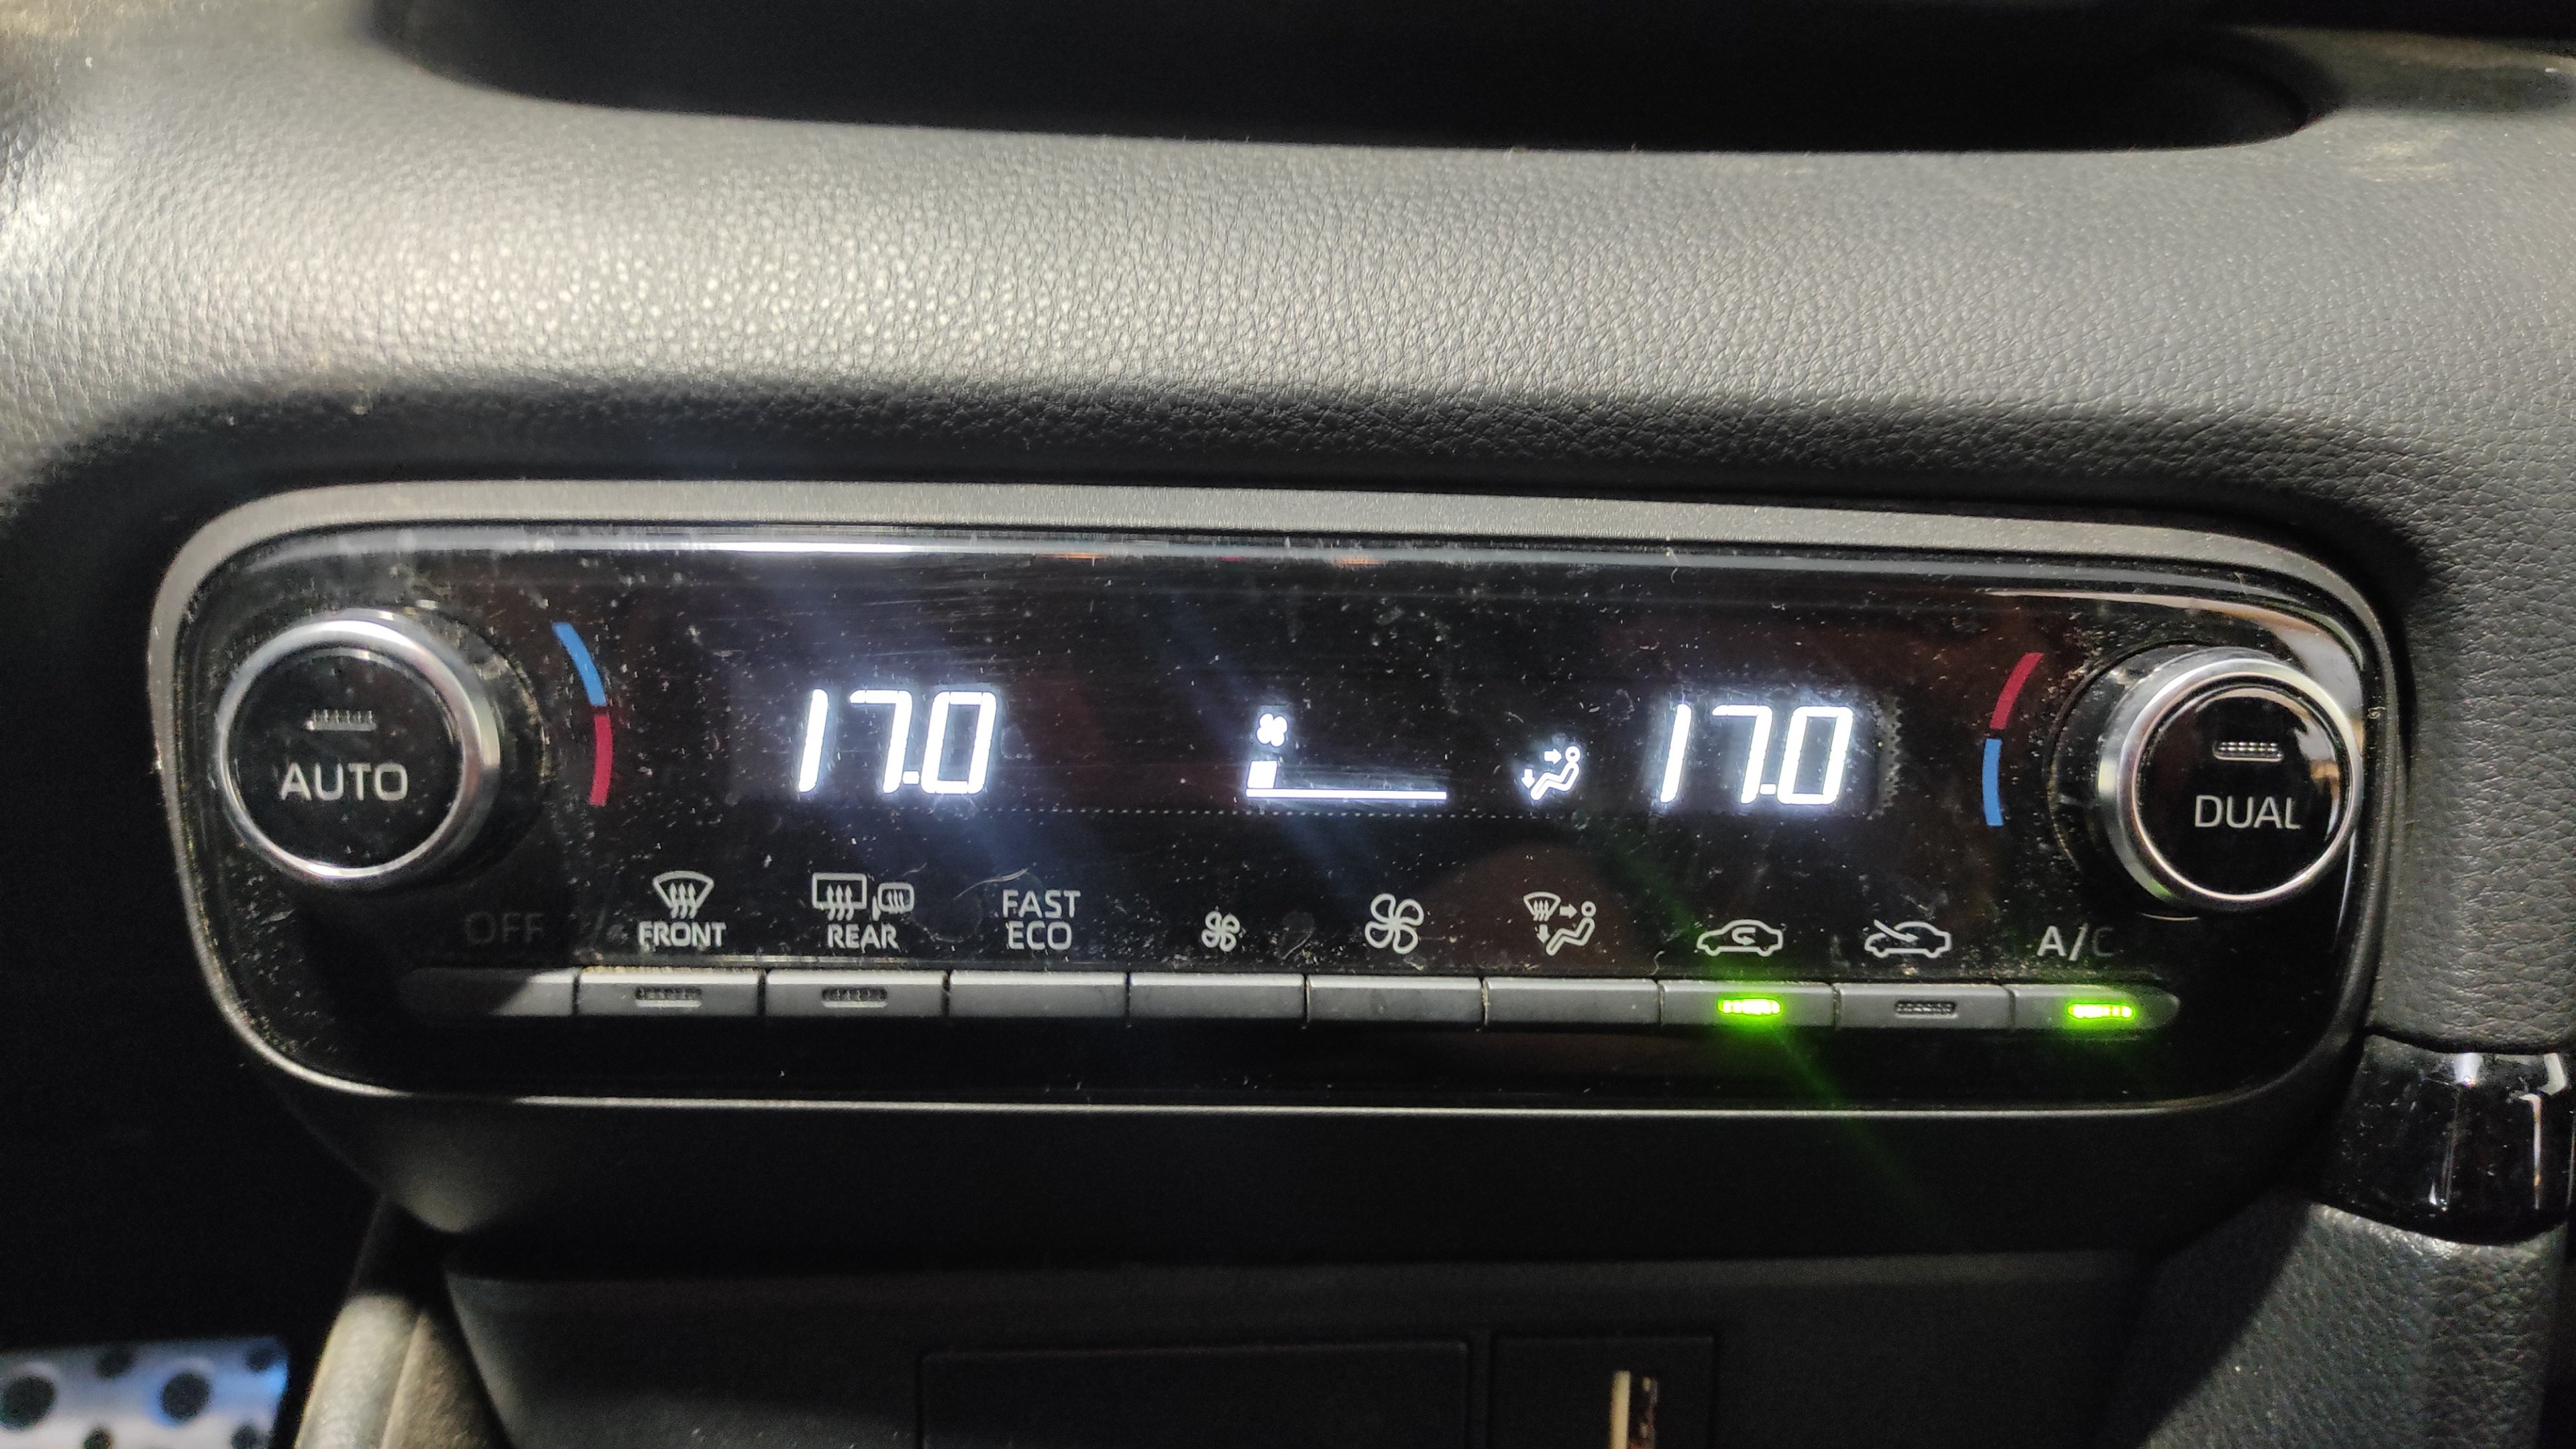 AUTO
17.0
17.0
DUAL
OFF
FRONT
REAR
FAST
ECO
A/C